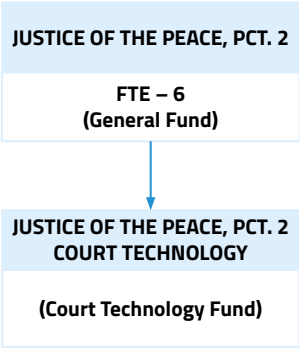 JUSTICE OF THE PEACE, PCT. 2
FTE – 6
(General Fund)
JUSTICE OF THE PEACE, PCT. 2
COURT TECHNOLOGY
(Court Technology Fund)